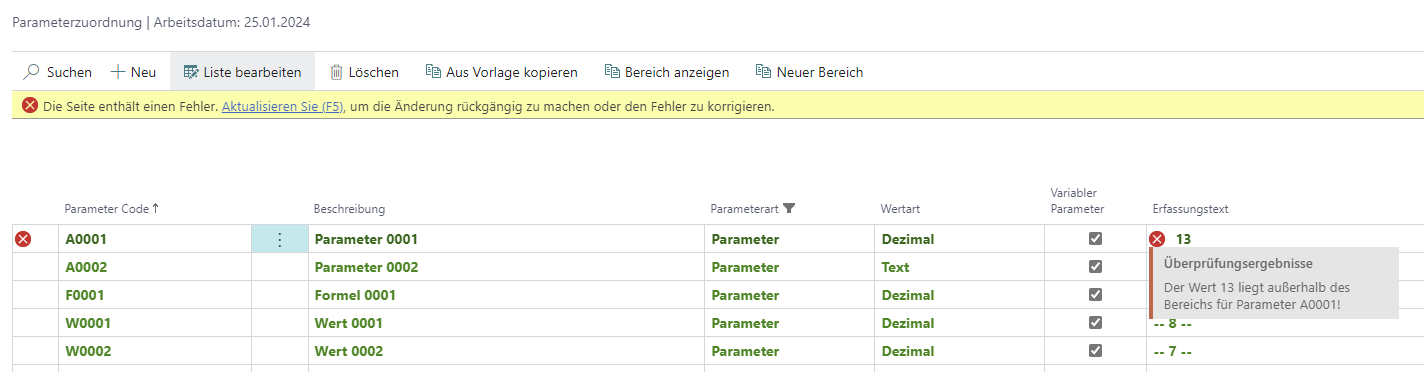 Parameterzuordnung | Arbeitsdatum: 25.01.2024
Suchen Neu Liste bearbeiten Löschen Aus Vorlage kopieren Bereich anzeigen Neuer Bereich
Die Seite enthält einen Fehler. Aktualisieren Sie (F5), um die Änderung rückgängig zu machen oder den Fehler zu korrigieren.
Variabler
Parameter Code ↑ Beschreibung Parameterart Wertart Parameter Erfassungstext
A0001 Parameter 0001 Parameter Dezimal 13
Überprüfungsergebnisse
A0002 Parameter 0002 Parameter Text
Der Wert 13 liegt außerhalb des
F0001 Formel 0001 Parameter Dezimal
Bereichs für Parameter A0001!
W0001 Wert 0001 Parameter Dezimal -- 8 --
W0002 Wert 0002 Parameter Dezimal -- 7 --